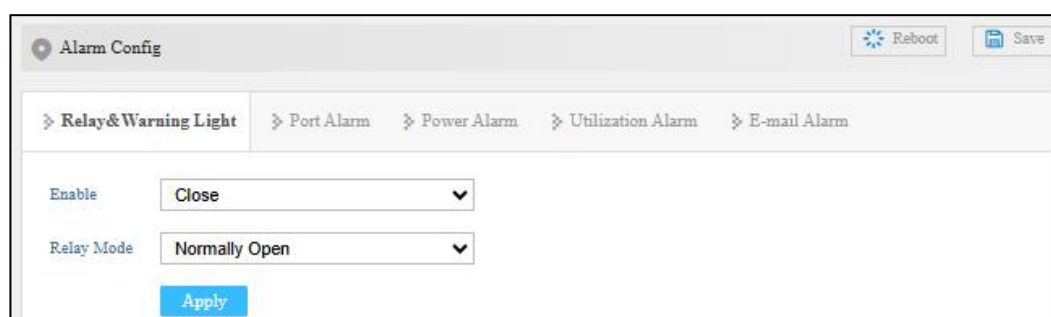 Alarm Config Reboot Save
Relay&Warning Light Port Alarm Power Alarm Utilization Alarm E-mail Alarm
Enable Close
Relay Mode Normally Open
Apply